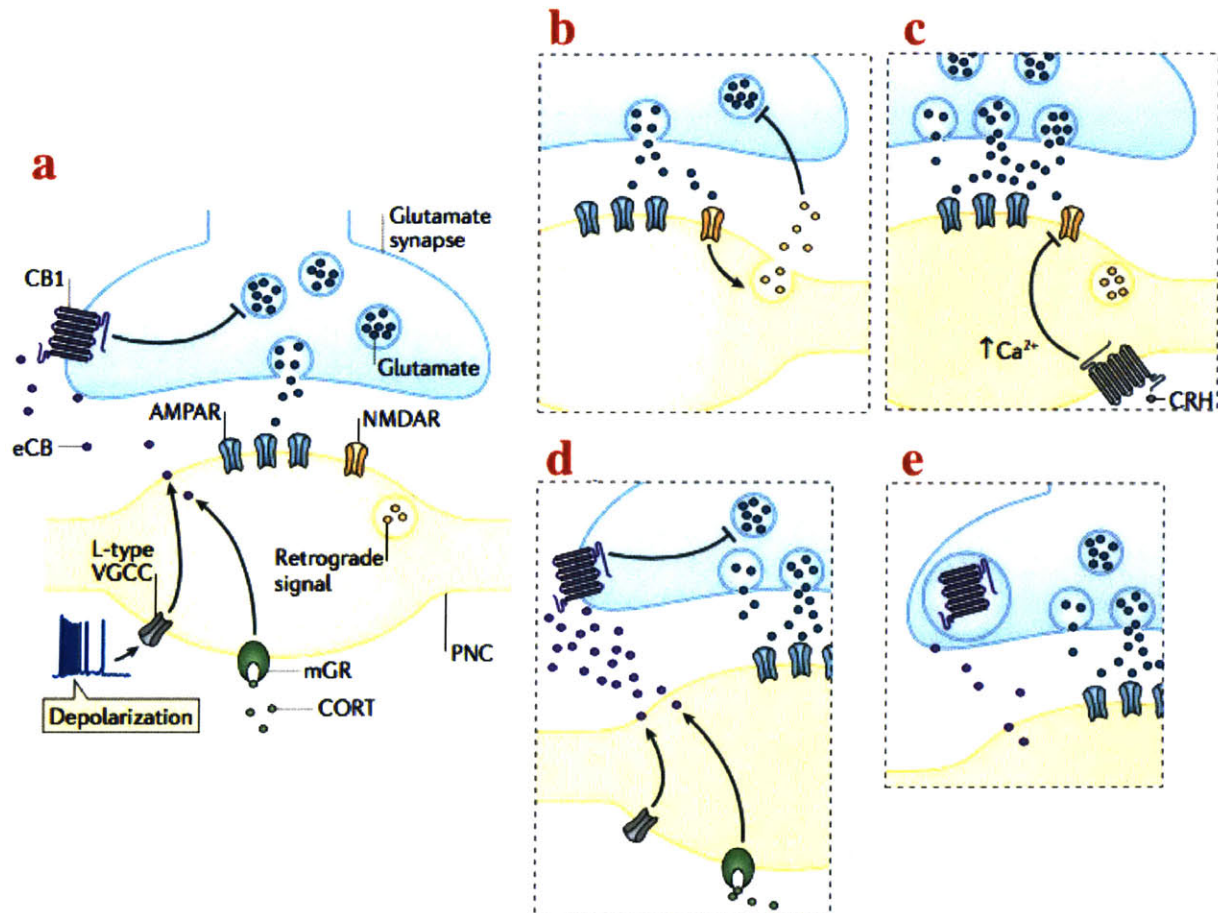 a
Glutamate
synapse
CB1
Glutamate
AMPAR
NMDAR
eCB
L-type
VGCC
Retrograde
signal
PNC
mGR
CORT
Depolarization
b
c
↑Ca²⁺
CRH
d
e